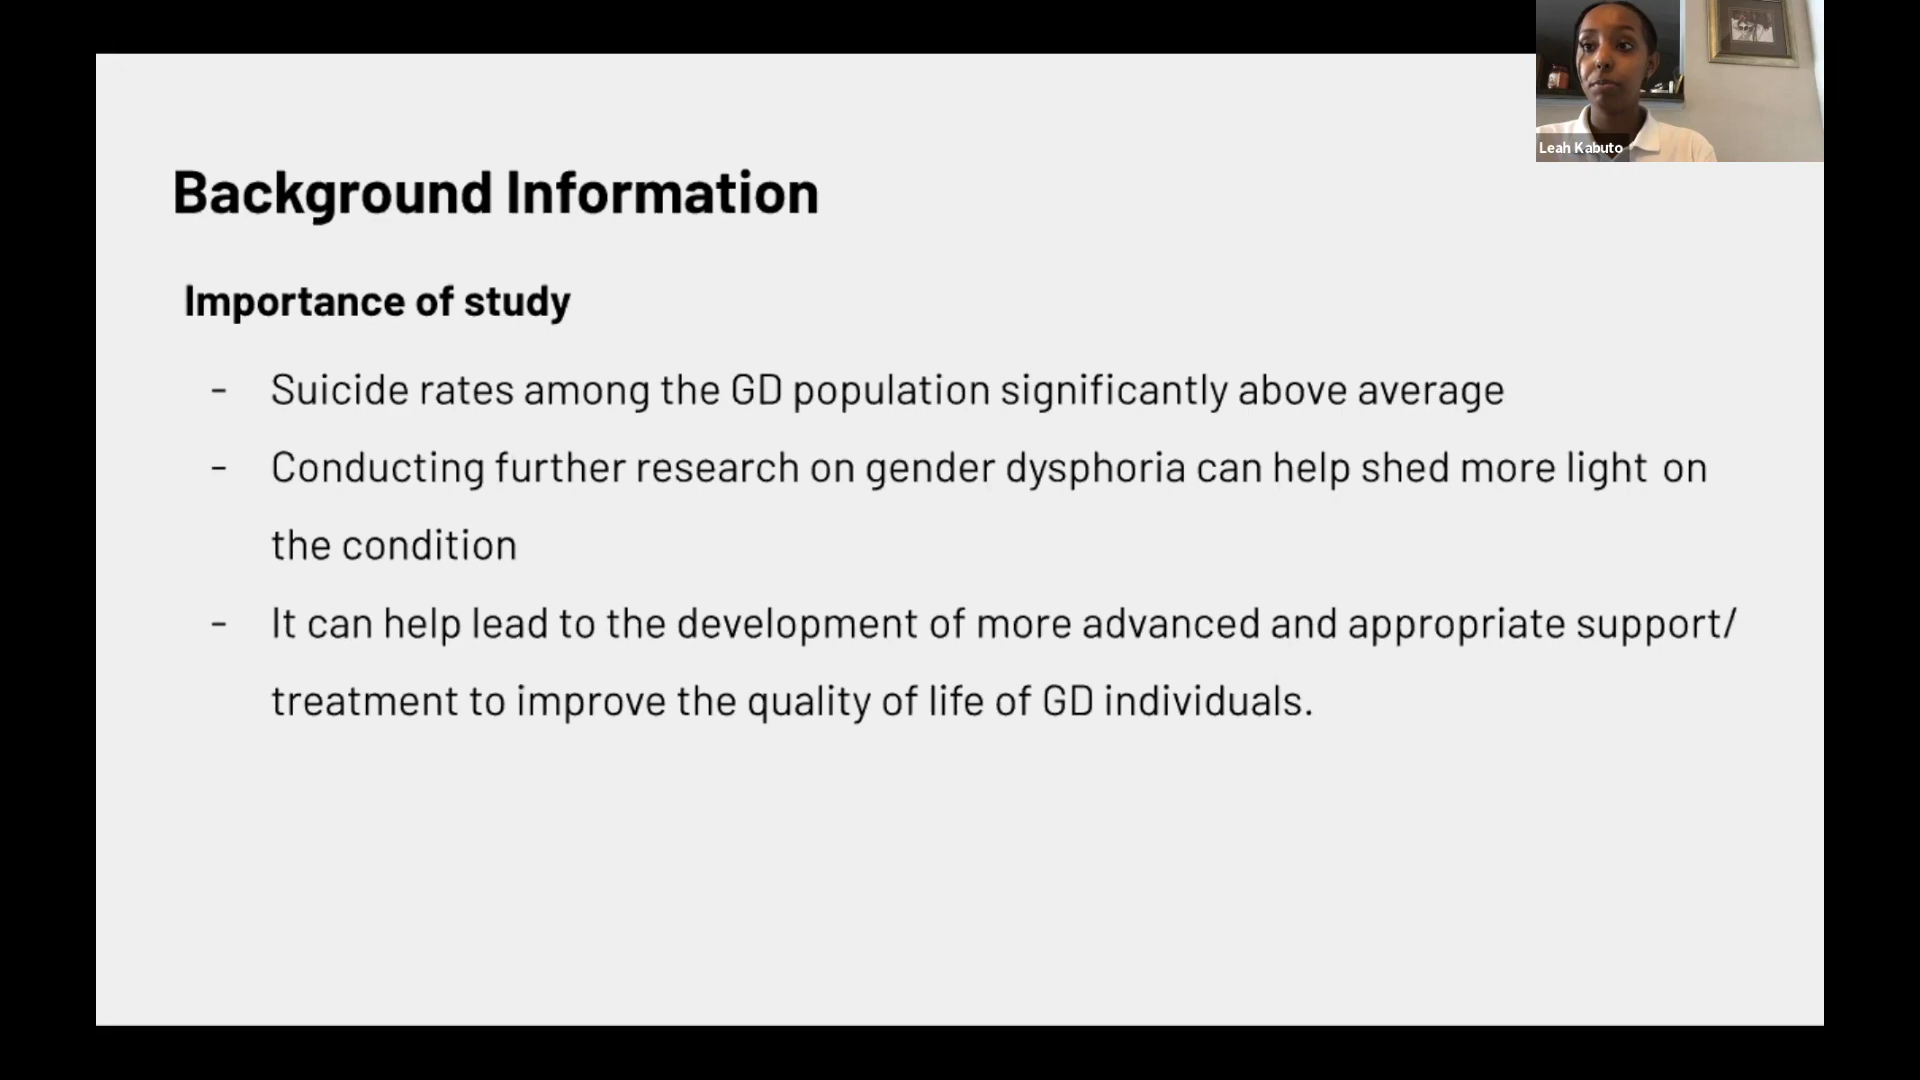 Leah Kabuto
Background Information
Importance of study
- Suicide rates among the GD population significantly above average
- Conducting further research on gender dysphoria can help shed more light on
the condition
- It can help lead to the development of more advanced and appropriate support/
treatment to improve the quality of life of GD individuals.